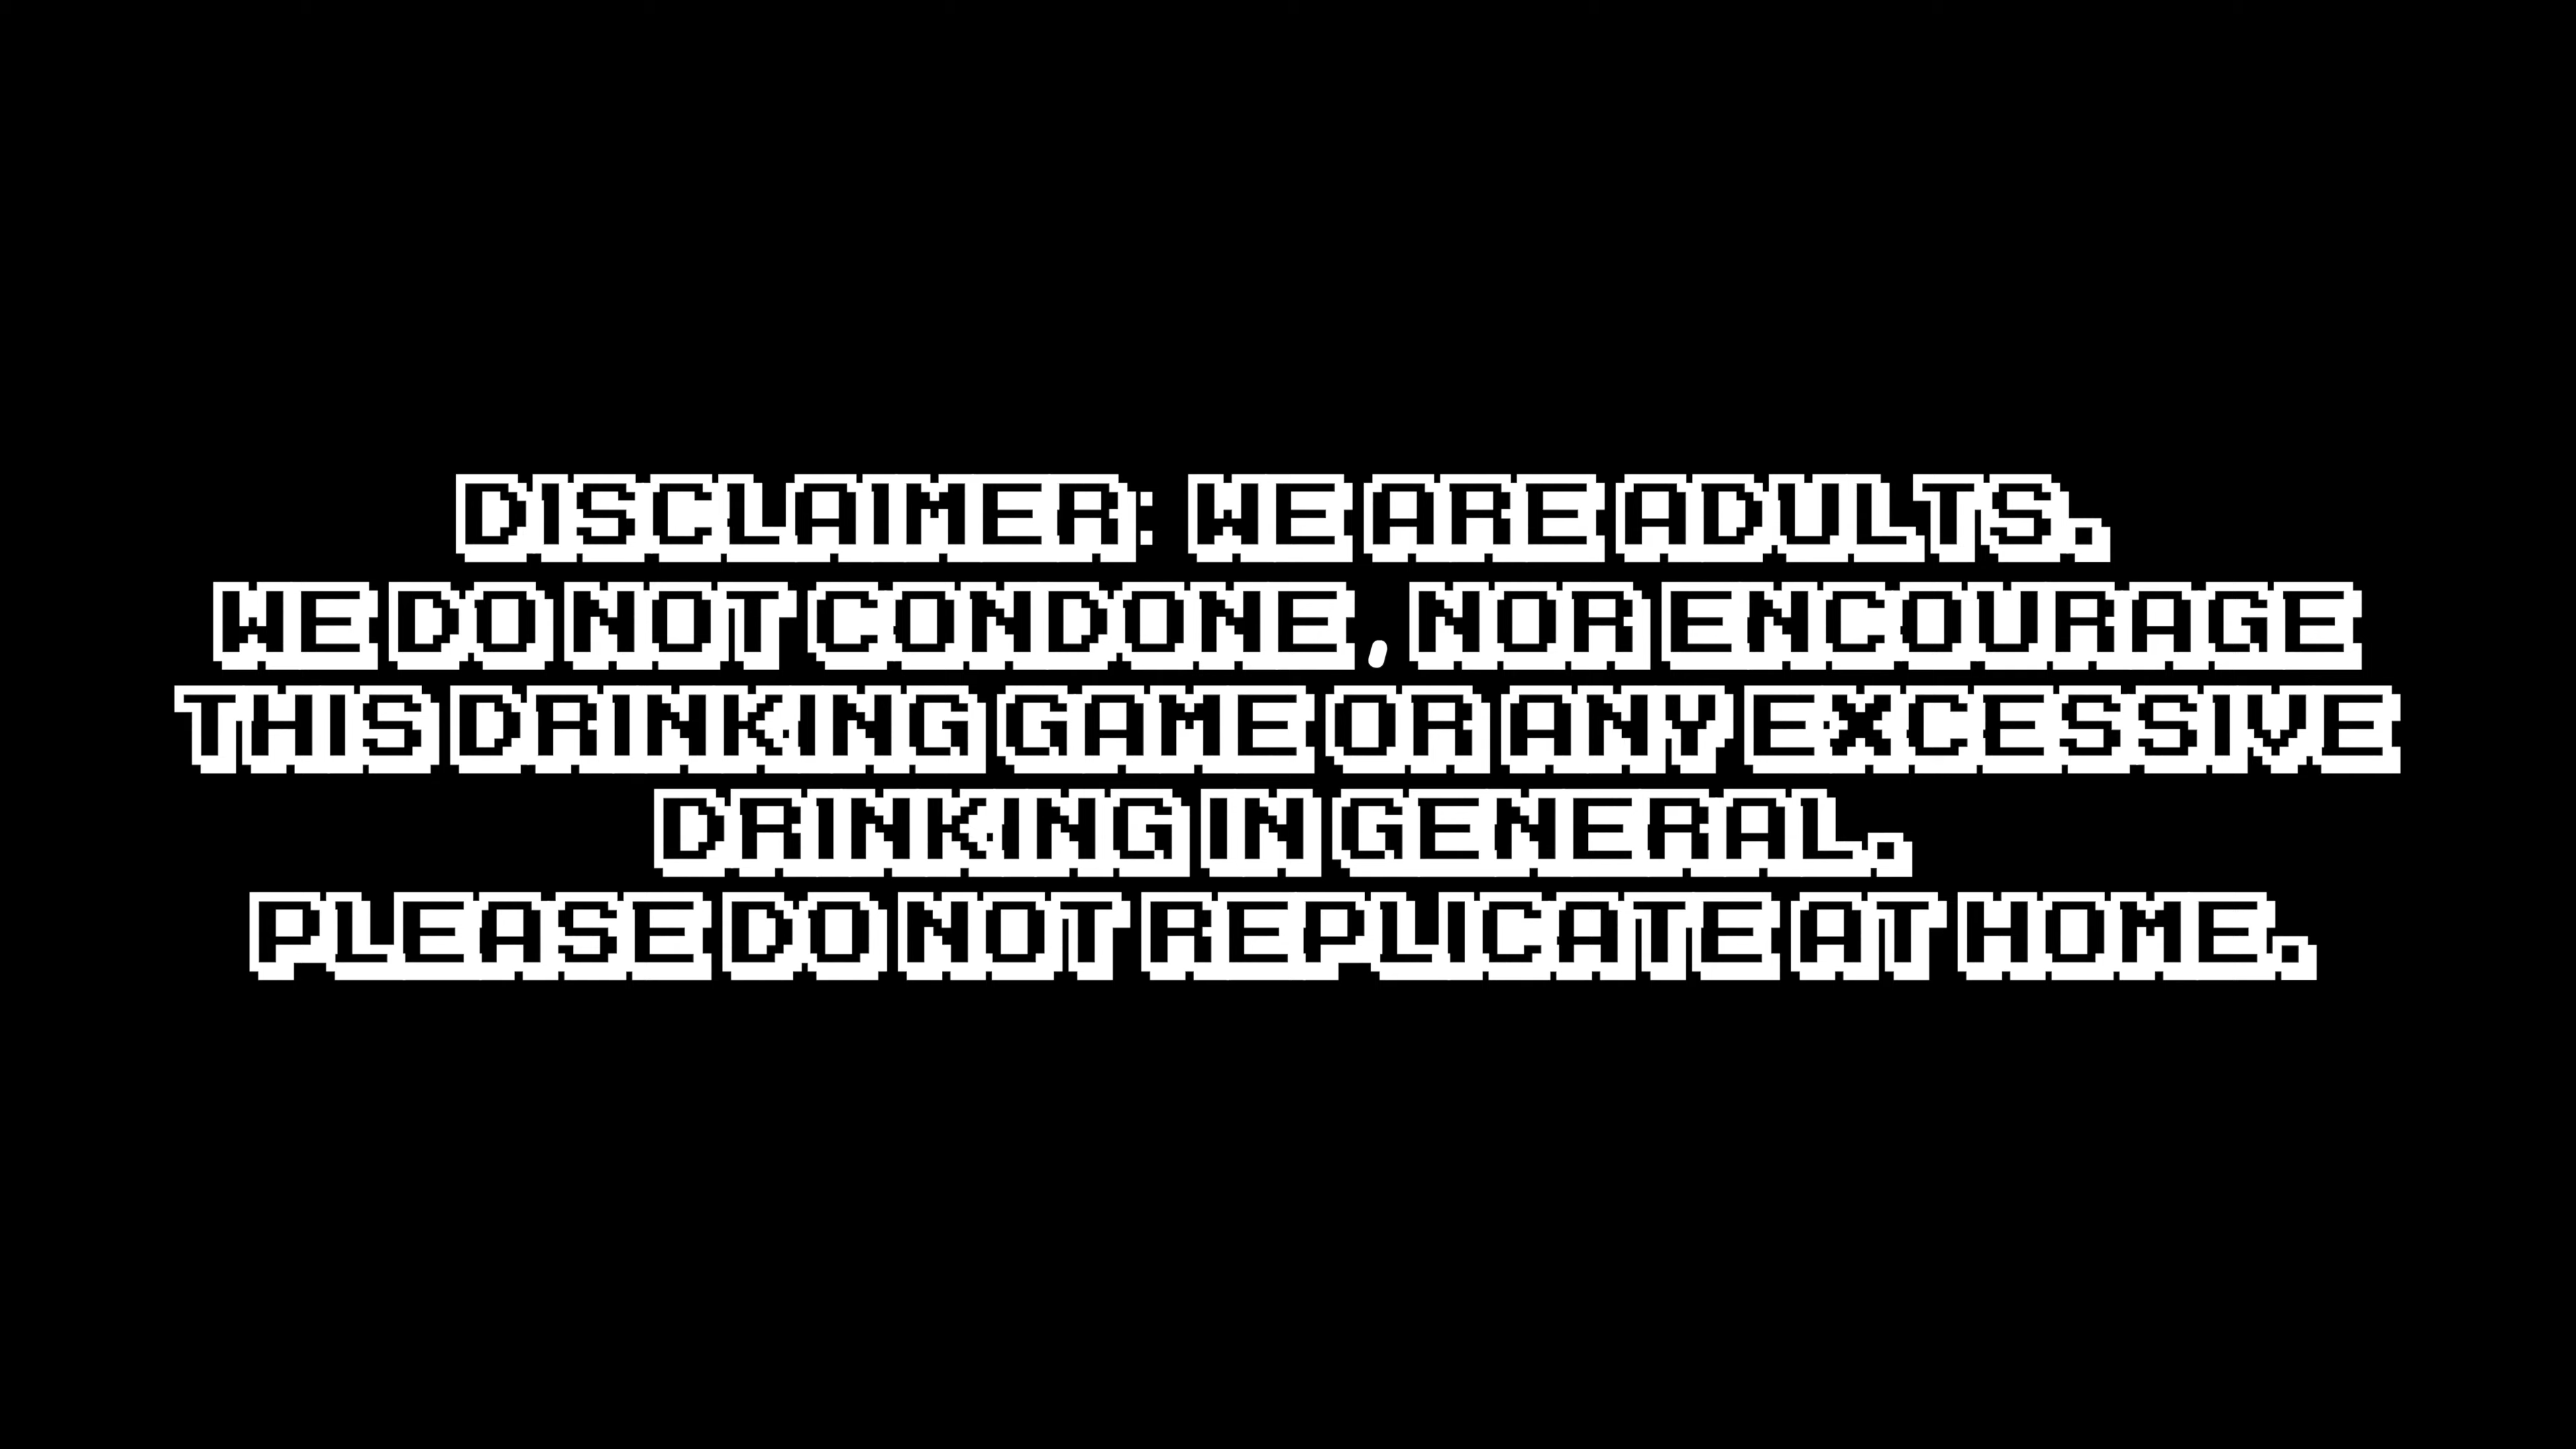 DISCLAIMER: WE ARE ADULTS.
WE DO NOT CONDONE, NOR ENCOURAGE
THIS DRINKING GAME OR ANY EXCESSIVE
DRINKING IN GENERAL.
PLEASE DO NOT REPLICATE AT HOME.